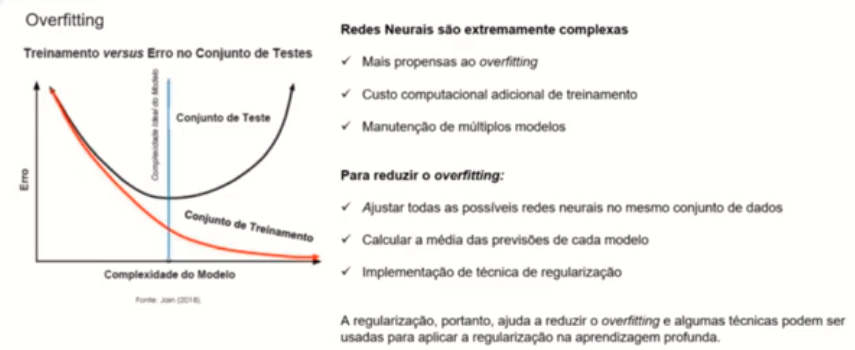 Overfitting
Treinamento versus Erro no Conjunto de Testes
Complexidade Ideal do Modelo
Conjunto de Teste
Erro
Conjunto de Treinamento
Complexidade do Modelo
Fonte: Jain (2018).
Redes Neurais são extremamente complexas
✓ Mais propensas ao overfitting
✓ Custo computacional adicional de treinamento
✓ Manutenção de múltiplos modelos
Para reduzir o overfitting:
✓ Ajustar todas as possíveis redes neurais no mesmo conjunto de dados
✓ Calcular a média das previsões de cada modelo
✓ Implementação de técnica de regularização
A regularização, portanto, ajuda a reduzir o overfitting e algumas técnicas podem ser
usadas para aplicar a regularização na aprendizagem profunda.